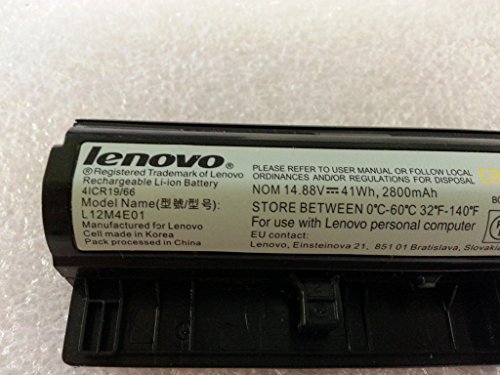 lenovo®
®Registered Trademark of Lenovo
Rechargeable Li-ion Battery
4ICR19/66
Model Name(型號/型号):
L12M4E01
Manufactured for Lenovo
Cell made in Korea
Packed in China
PLEASE REFER TO USER MANUAL OR FOLLOW LOCAL
ORDINANCES AND/OR REGULATIONS FOR DISPOSAL
NOM 14.88V⎓41Wh, 2800mAh
STORE BETWEEN 0℃-60℃ 32℉-140℉
For use with Lenovo personal computer
EU contact:
Lenovo, Einsteinova 21, 851 01 Bratislava, Slovakia